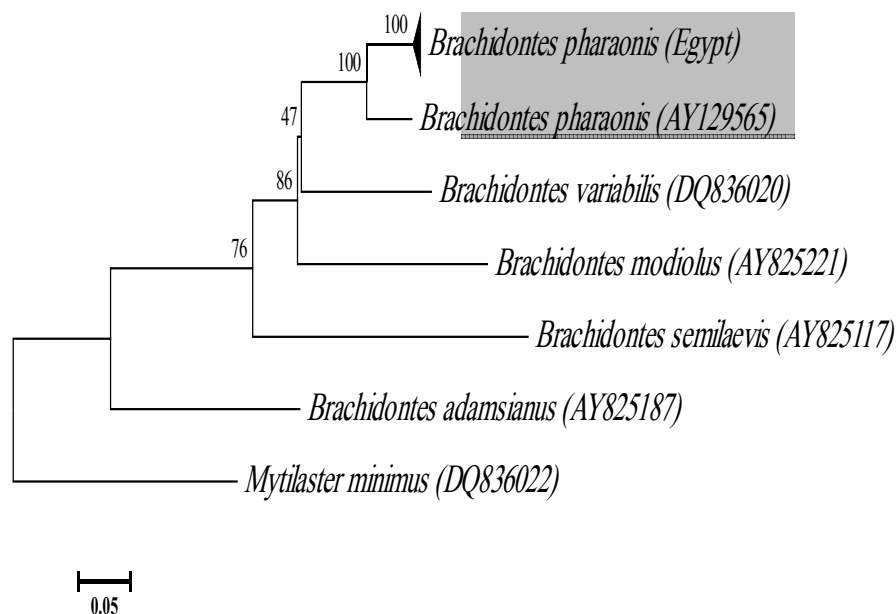 100
Brachidontes pharaonis (Egypt)
100
Brachidontes pharaonis (AY129565)
47
Brachidontes variabilis (DQ836020)
86
Brachidontes modiolus (AY825221)
76
Brachidontes semilaevis (AY825117)
Brachidontes adamsianus (AY825187)
Mytilaster minimus (DQ836022)
0.05